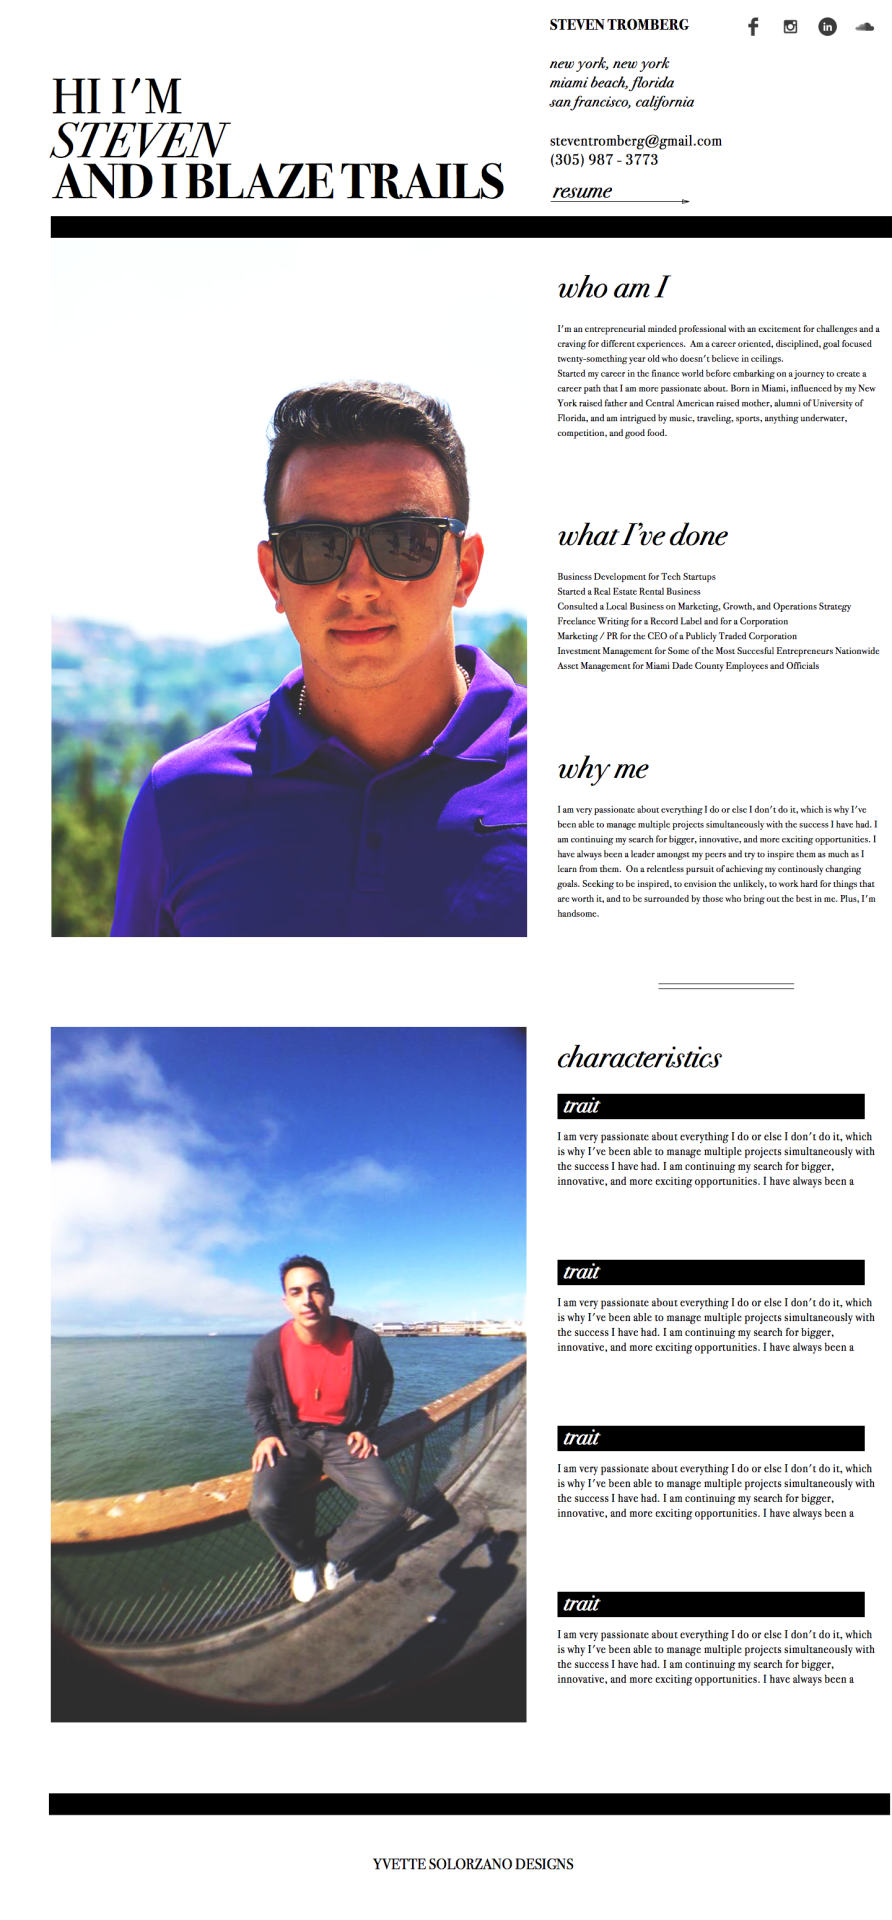 STEVEN TROMBERG
new york, new york
miami beach, florida
san francisco, california
steventromberg@gmail.com
(305) 987 - 3773
resume
HI I'M
STEVEN
AND I BLAZE TRAILS
who am I
I'm an entrepreneurial minded professional with an excitement for challenges and a
craving for different experiences.  Am a career oriented, disciplined, goal focused
twenty-something year old who doesn't believe in ceilings.
Started my career in the finance world before embarking on a journey to create a
career path that I am more passionate about. Born in Miami, influenced by my New
York raised father and Central American raised mother, alumni of University of
Florida, and am intrigued by music, traveling, sports, anything underwater,
competition, and good food.
what I've done
Business Development for Tech Startups
Started a Real Estate Rental Business
Consulted a Local Business on Marketing, Growth, and Operations Strategy
Freelance Writing for a Record Label and for a Corporation
Marketing / PR for the CEO of a Publicly Traded Corporation
Investment Management for Some of the Most Succesful Entrepreneurs Nationwide
Asset Management for Miami Dade County Employees and Officials
why me
I am very passionate about everything I do or else I don't do it, which is why I've
been able to manage multiple projects simultaneously with the success I have had. I
am continuing my search for bigger, innovative, and more exciting opportunities. I
have always been a leader amongst my peers and try to inspire them as much as I
learn from them.  On a relentless pursuit of achieving my continously changing
goals. Seeking to be inspired, to envision the unlikely, to work hard for things that
are worth it, and to be surrounded by those who bring out the best in me. Plus, I'm
handsome.
characteristics
trait
I am very passionate about everything I do or else I don't do it, which
is why I've been able to manage multiple projects simultaneously with
the success I have had. I am continuing my search for bigger,
innovative, and more exciting opportunities. I have always been a
trait
I am very passionate about everything I do or else I don't do it, which
is why I've been able to manage multiple projects simultaneously with
the success I have had. I am continuing my search for bigger,
innovative, and more exciting opportunities. I have always been a
trait
I am very passionate about everything I do or else I don't do it, which
is why I've been able to manage multiple projects simultaneously with
the success I have had. I am continuing my search for bigger,
innovative, and more exciting opportunities. I have always been a
trait
I am very passionate about everything I do or else I don't do it, which
is why I've been able to manage multiple projects simultaneously with
the success I have had. I am continuing my search for bigger,
innovative, and more exciting opportunities. I have always been a
YVETTE SOLORZANO DESIGNS